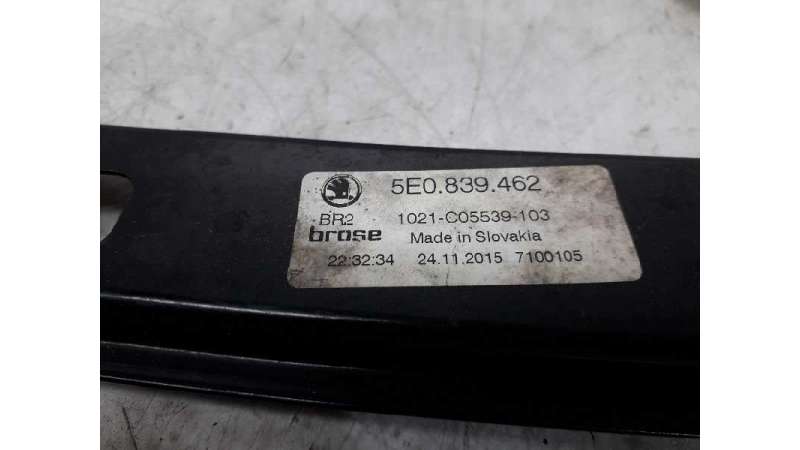 5E0.839.462
BR2 1021-C05539-103
brose Made in Slovakia
22:32:34 24.11.2015 7100105